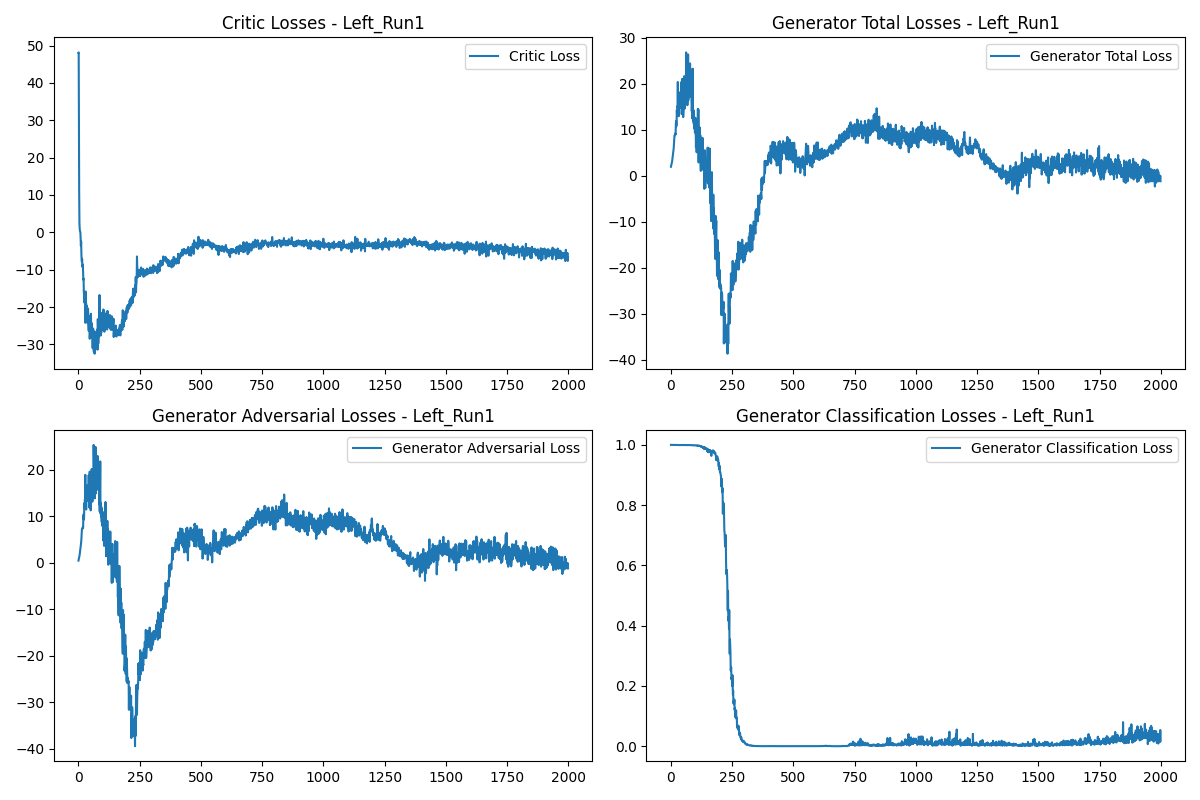 Critic Losses - Left_Run1
Critic Loss
50
40
30
20
10
0
−10
−20
−30
0 250 500 750 1000 1250 1500 1750 2000
Generator Total Losses - Left_Run1
Generator Total Loss
30
20
10
0
−10
−20
−30
−40
0 250 500 750 1000 1250 1500 1750 2000
Generator Adversarial Losses - Left_Run1
Generator Adversarial Loss
20
10
0
−10
−20
−30
−40
0 250 500 750 1000 1250 1500 1750 2000
Generator Classification Losses - Left_Run1
Generator Classification Loss
1.0
0.8
0.6
0.4
0.2
0.0
0 250 500 750 1000 1250 1500 1750 2000